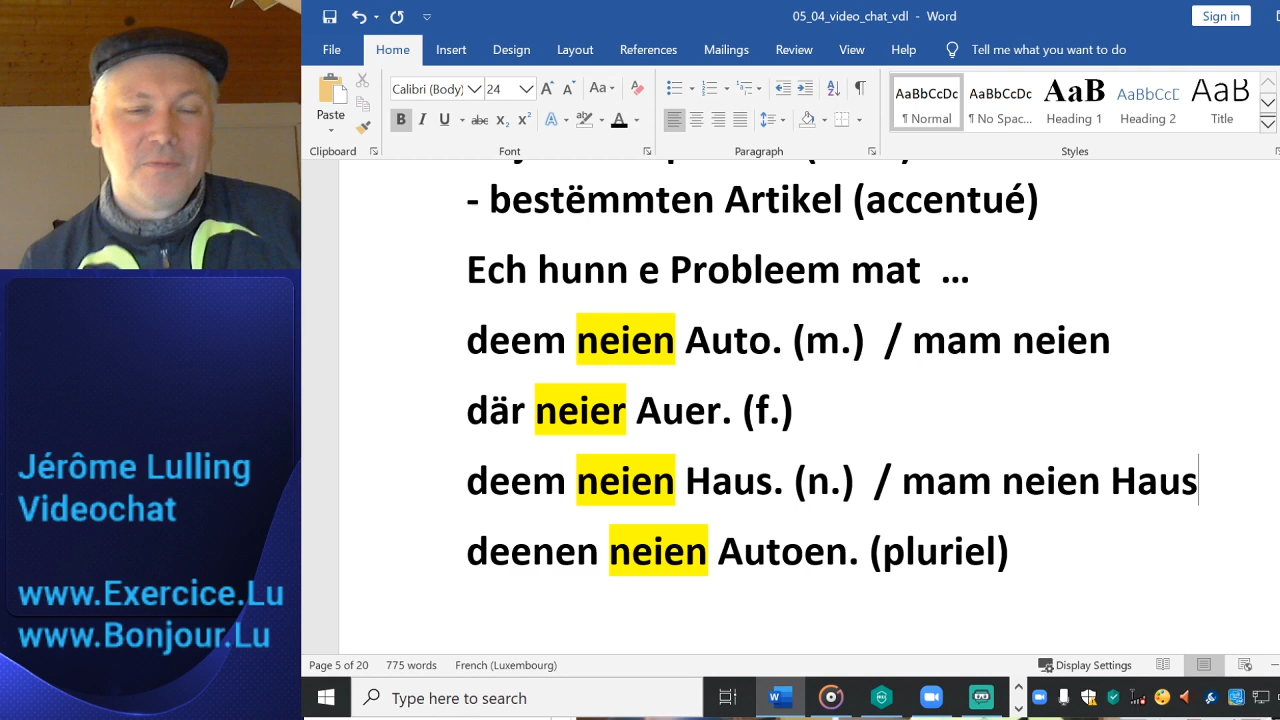 05_04_video_chat_vdl - Word
Sign in
File Home Insert Design Layout References Mailings Review View Help Tell me what you want to do
Paste
Calibri (Body) 24
AaBbCcDc AaBbCcDc AaBbC AaBbCcC AaBb
¶ Normal ¶ No Spac... Heading 1 Heading 2 Title
Clipboard Font Paragraph Styles
- bestëmmten Artikel (accentué)
Ech hunn e Probleem mat ...
deem neien Auto. (m.) / mam neien
där neier Auer. (f.)
deem neien Haus. (n.) / mam neien Haus
deenen neien Autoen. (pluriel)
Jérôme Lulling
Videochat
www.Exercice.Lu
www.Bonjour.Lu
Page 5 of 20 775 words French (Luxembourg) Display Settings
Type here to search